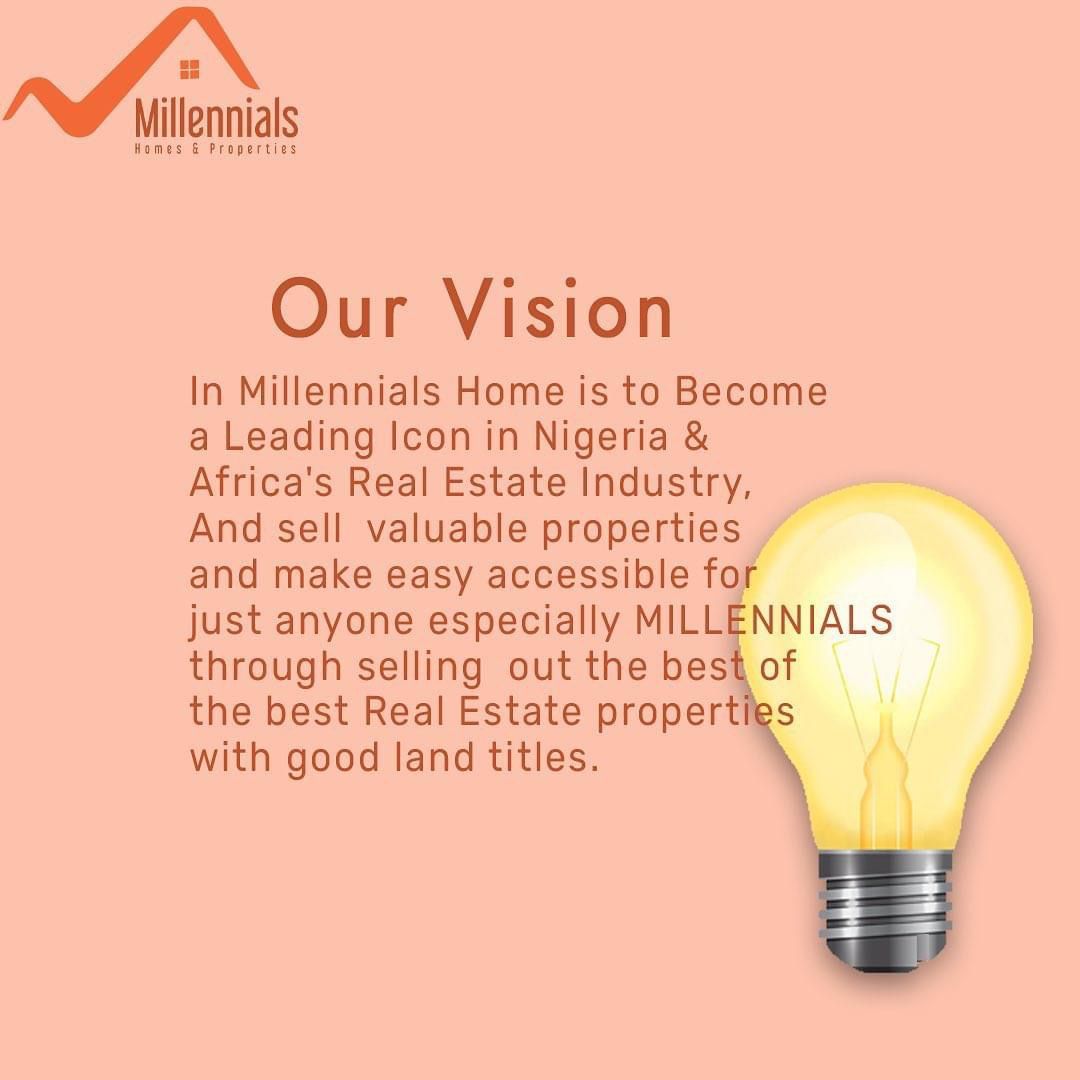 Millennials
Homes & Properties
Our Vision
In Millennials Home is to Become
a Leading Icon in Nigeria &
Africa's Real Estate Industry,
And sell  valuable properties
and make easy accessible for
just anyone especially MILLENNIALS
through selling  out the best of
the best Real Estate properties
with good land titles.